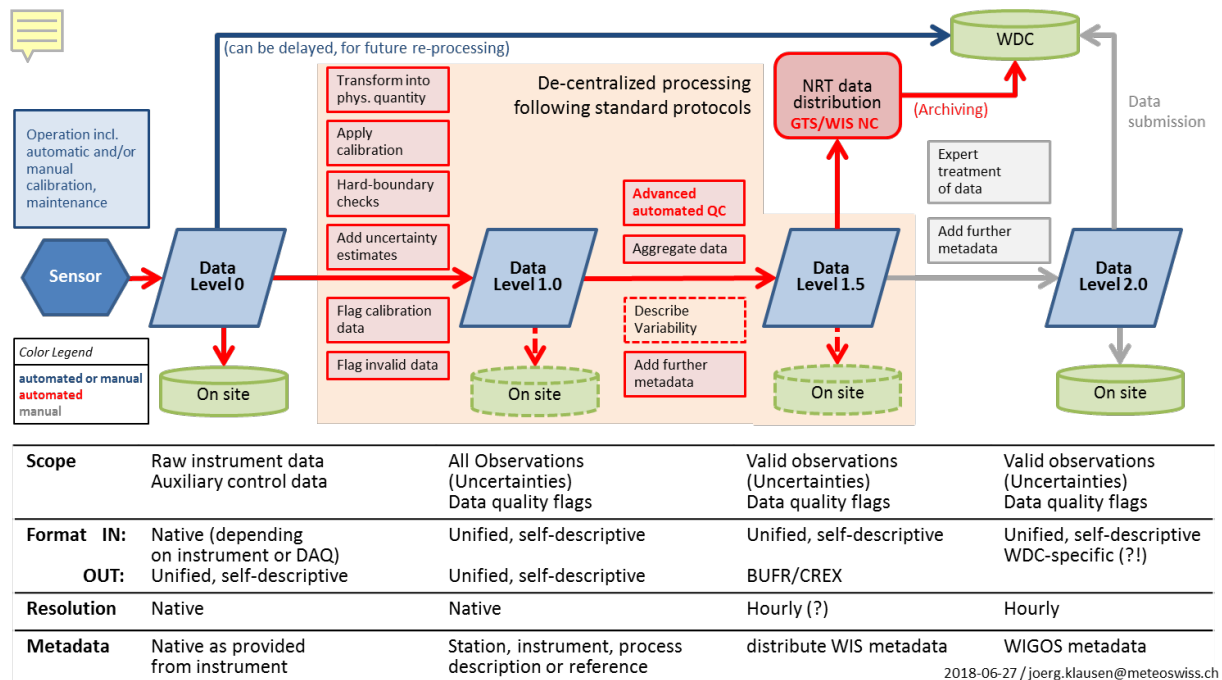 WDC
(can be delayed, for future re-processing)
De-centralized processing
following standard protocols
Transform into
phys. quantity
Apply
calibration
Hard-boundary
checks
Add uncertainty
estimates
Flag calibration
data
Flag invalid data
NRT data
distribution
GTS/WIS NC
(Archiving)
Data
submission
Operation incl.
automatic and/or
manual
calibration,
maintenance
Expert
treatment
of data
Add further
metadata
Advanced
automated QC
Aggregate data
Describe
Variability
Add further
metadata
Sensor
Data
Level 0
Data
Level 1.0
Data
Level 1.5
Data
Level 2.0
Color Legend
automated or manual
automated
manual
On site
On site
On site
On site
Scope
Raw instrument data
Auxiliary control data
All Observations
(Uncertainties)
Data quality flags
Valid observations
(Uncertainties)
Data quality flags
Valid observations
(Uncertainties)
Data quality flags
Format IN:
Native (depending
on instrument or DAQ)
Unified, self-descriptive
Unified, self-descriptive
Unified, self-descriptive
WDC-specific (?!)
OUT:
Unified, self-descriptive
Unified, self-descriptive
BUFR/CREX
Resolution
Native
Native
Hourly (?)
Hourly
Metadata
Native as provided
from instrument
Station, instrument, process
description or reference
distribute WIS metadata
WIGOS metadata
2018-06-27 / joerg.klausen@meteoswiss.ch